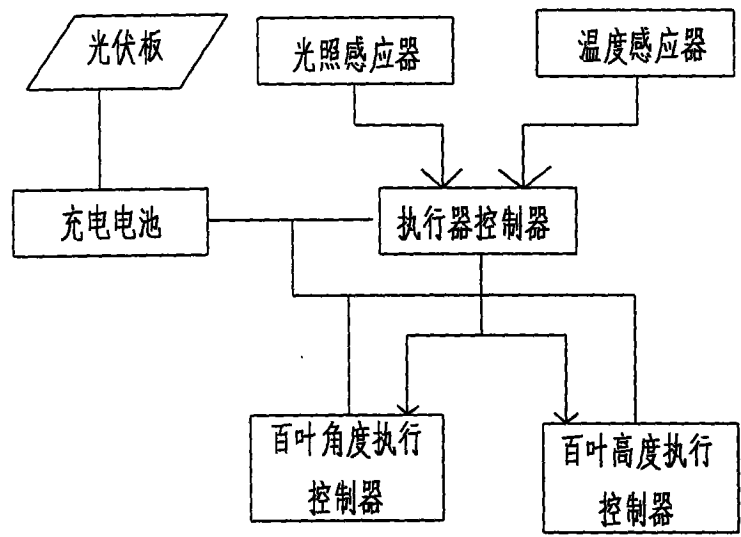 光伏板
光照感应器
温度感应器
充电电池
执行器控制器
百叶角度执行
控制器
百叶高度执行
控制器